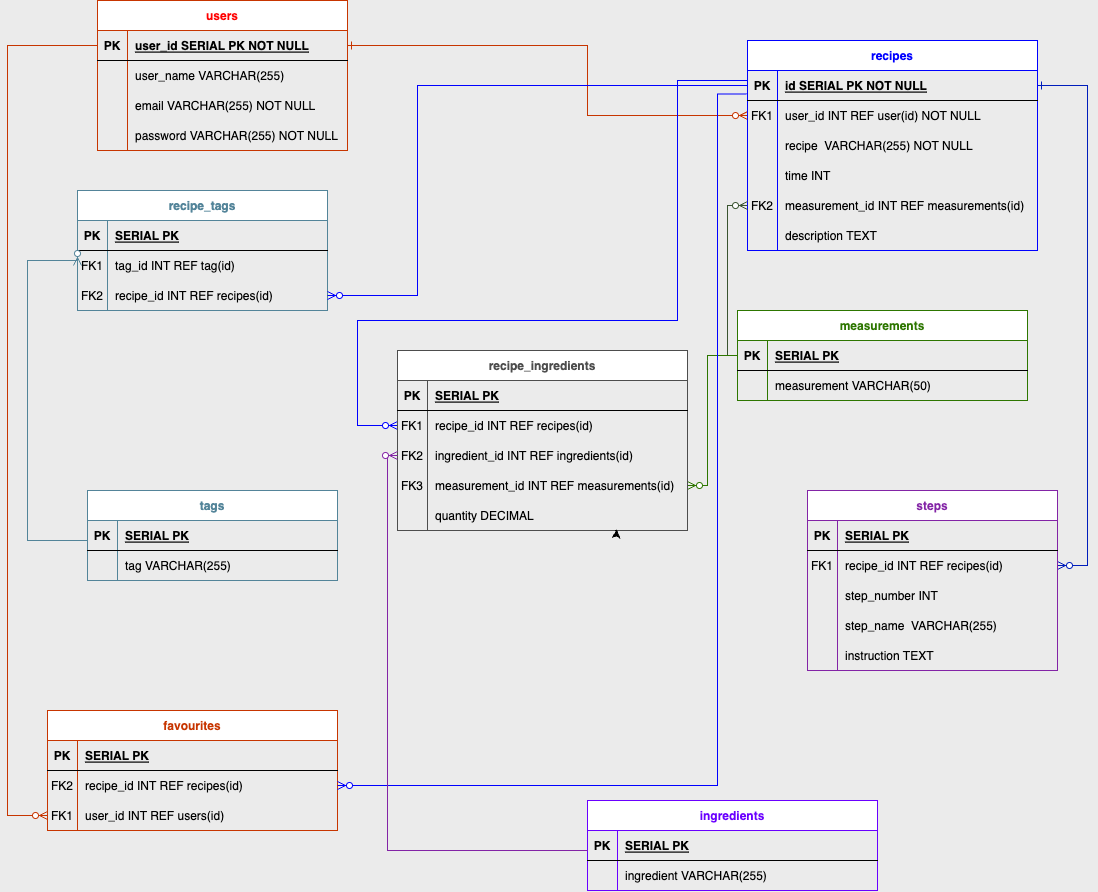 users
PK user_id SERIAL PK NOT NULL
user_name VARCHAR(255)
email VARCHAR(255) NOT NULL
password VARCHAR(255) NOT NULL
recipes
PK id SERIAL PK NOT NULL
FK1 user_id INT REF user(id) NOT NULL
recipe VARCHAR(255) NOT NULL
time INT
FK2 measurement_id INT REF measurements(id)
description TEXT
recipe_tags
PK SERIAL PK
FK1 tag_id INT REF tag(id)
FK2 recipe_id INT REF recipes(id)
measurements
PK SERIAL PK
measurement VARCHAR(50)
recipe_ingredients
PK SERIAL PK
FK1 recipe_id INT REF recipes(id)
FK2 ingredient_id INT REF ingredients(id)
FK3 measurement_id INT REF measurements(id)
quantity DECIMAL
tags
PK SERIAL PK
tag VARCHAR(255)
steps
PK SERIAL PK
FK1 recipe_id INT REF recipes(id)
step_number INT
step_name VARCHAR(255)
instruction TEXT
favourites
PK SERIAL PK
FK2 recipe_id INT REF recipes(id)
FK1 user_id INT REF users(id)
ingredients
PK SERIAL PK
ingredient VARCHAR(255)